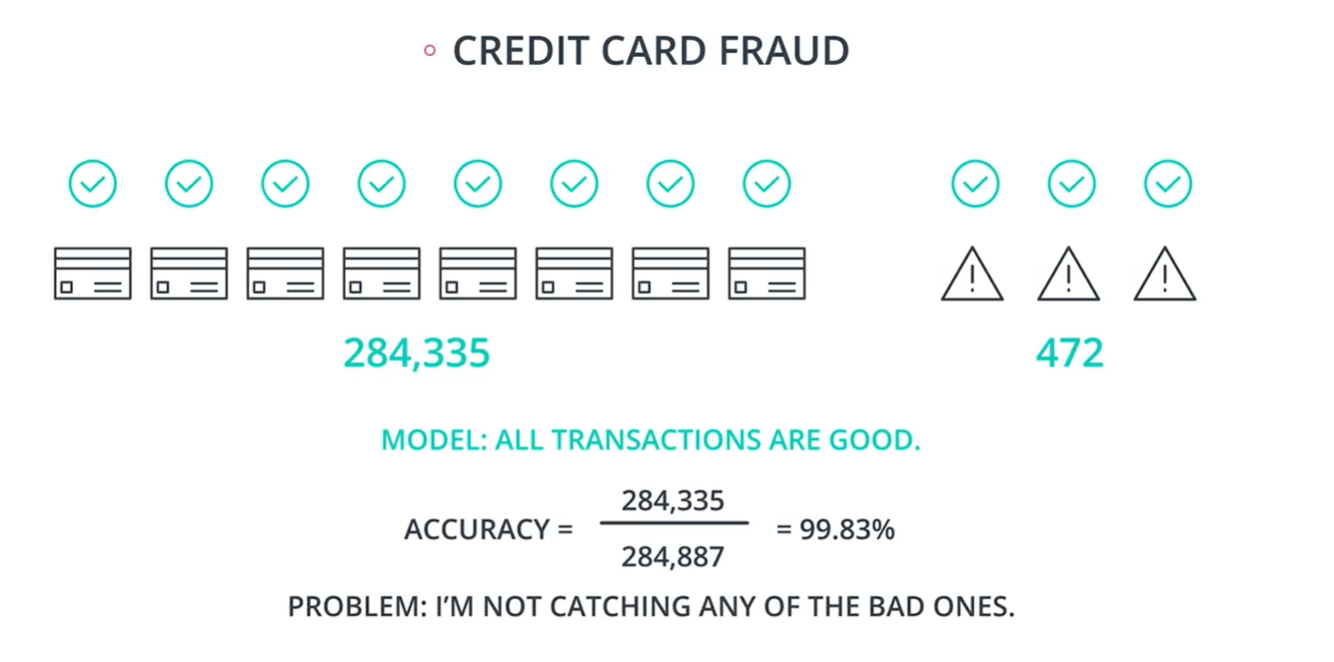 CREDIT CARD FRAUD
284,335
472
MODEL: ALL TRANSACTIONS ARE GOOD.
284,335
ACCURACY = = 99.83%
284,887
PROBLEM: I'M NOT CATCHING ANY OF THE BAD ONES.